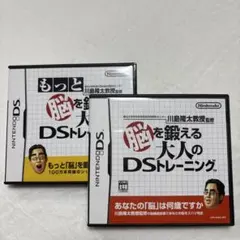 Nintendo
川島隆太教授監修
もっと
脳を鍛える
大人の
DSトレーニング
NINTENDO DS
もっと「脳」を鍛
Nintendo
川島隆太教授監修
脳を鍛える
大人の
DSトレーニング
NINTENDO DS
あなたの「脳」は何歳ですか